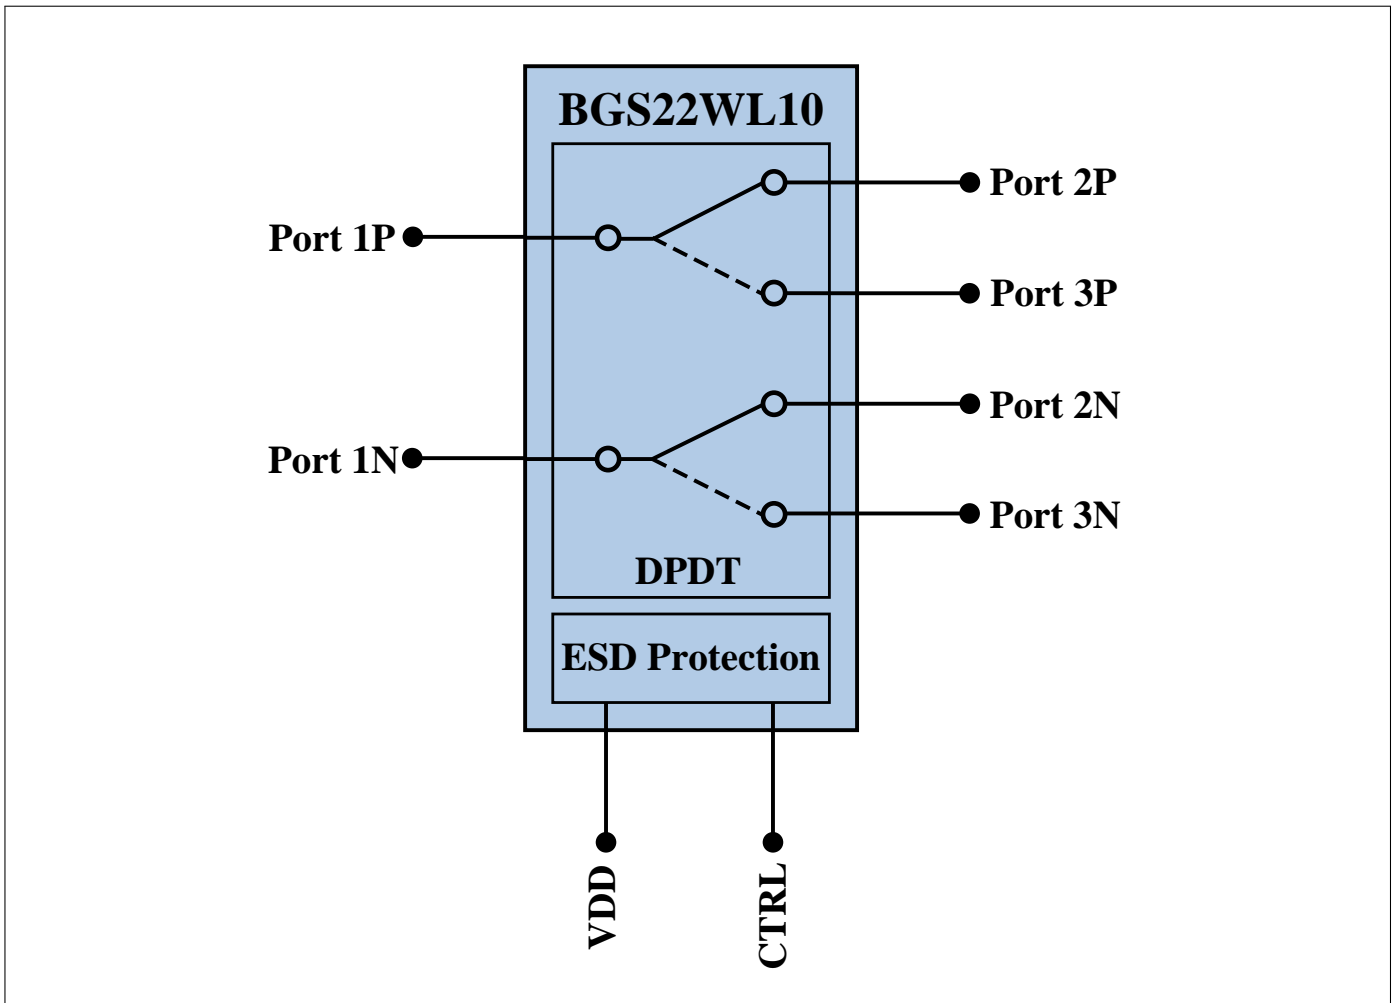 BGS22WL10
Port 1P
Port 2P
Port 3P
Port 1N
Port 2N
Port 3N
DPDT
ESD Protection
VDD
CTRL